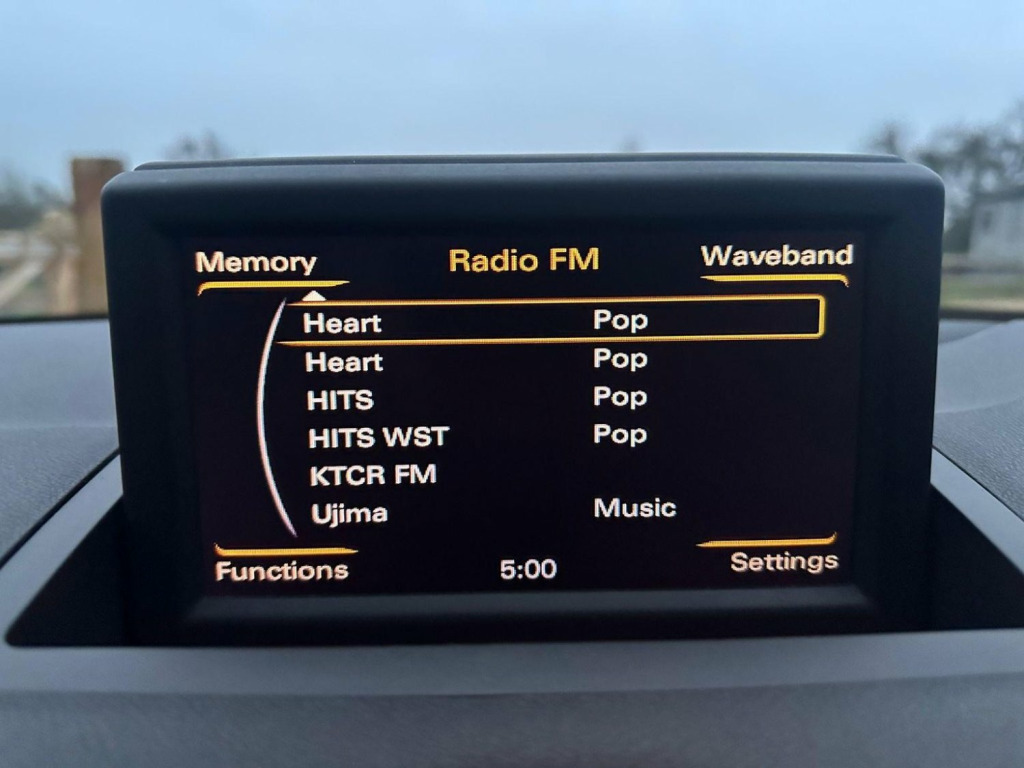 Memory Radio FM Waveband
Heart Pop
Heart Pop
HITS Pop
HITS WST Pop
KTCR FM
Ujima Music
Functions 5:00 Settings